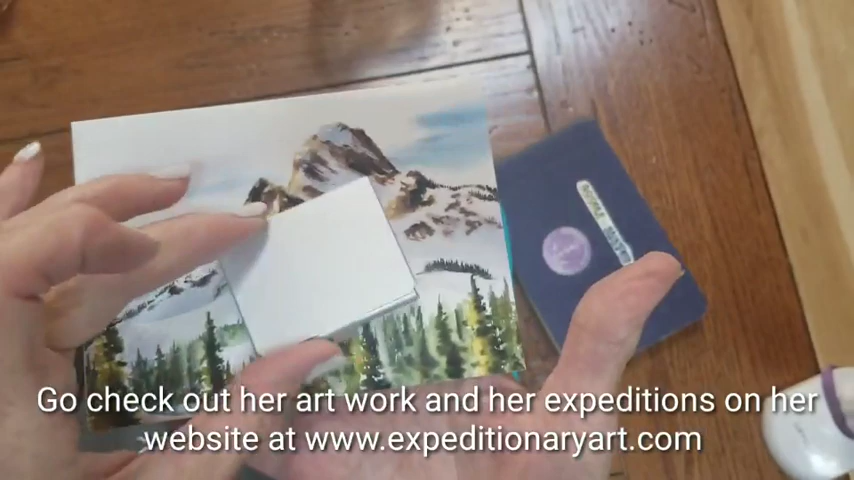 Go check out her art work and her expeditions on her
website at www.expeditionaryart.com